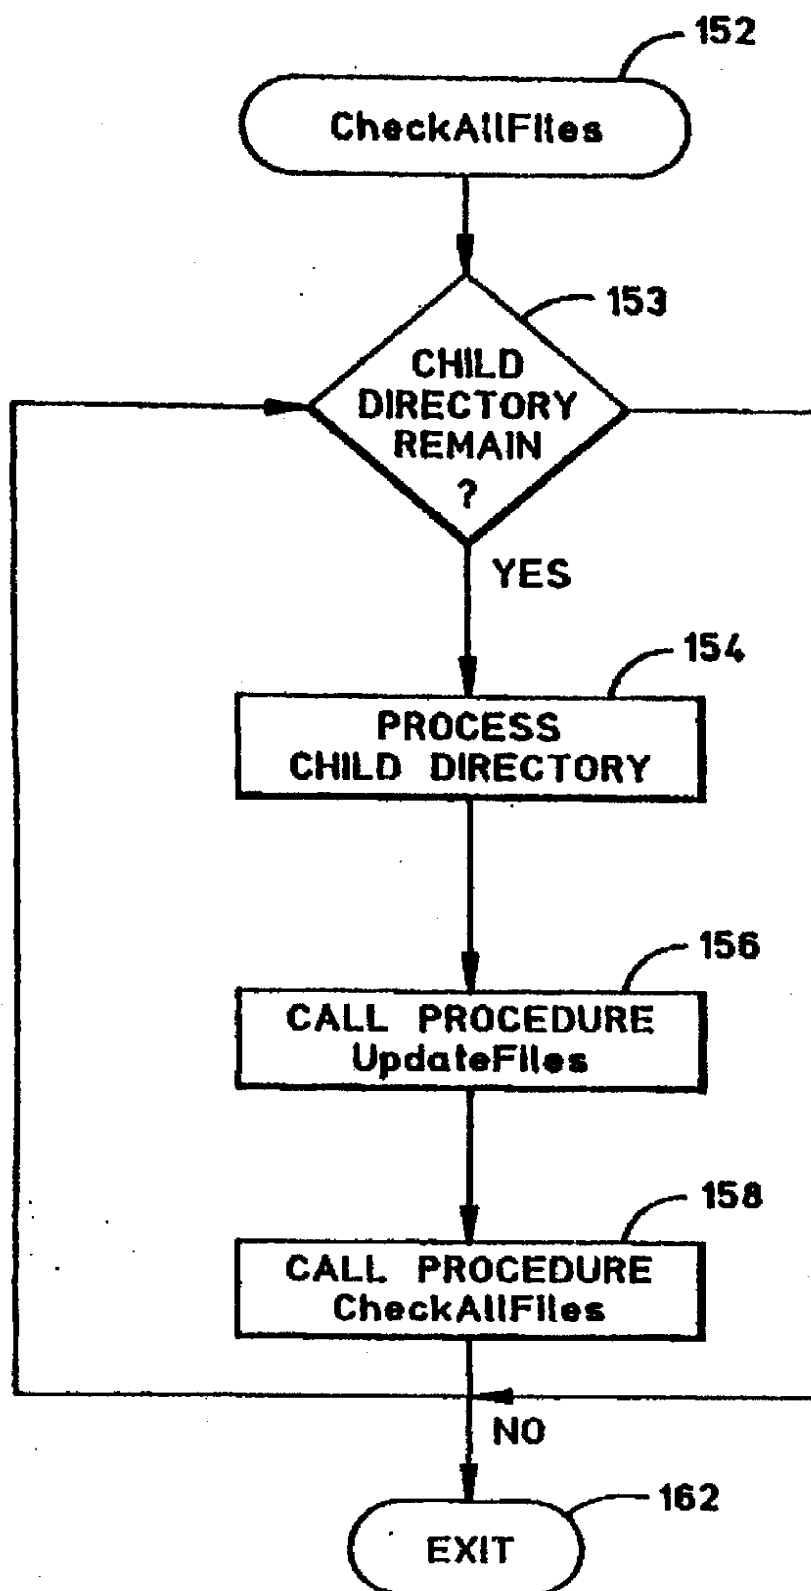 152
CheckAllFiles
153
CHILD
DIRECTORY
REMAIN
?
YES
154
PROCESS
CHILD DIRECTORY
156
CALL PROCEDURE
UpdateFiles
158
CALL PROCEDURE
CheckAllFiles
NO
162
EXIT